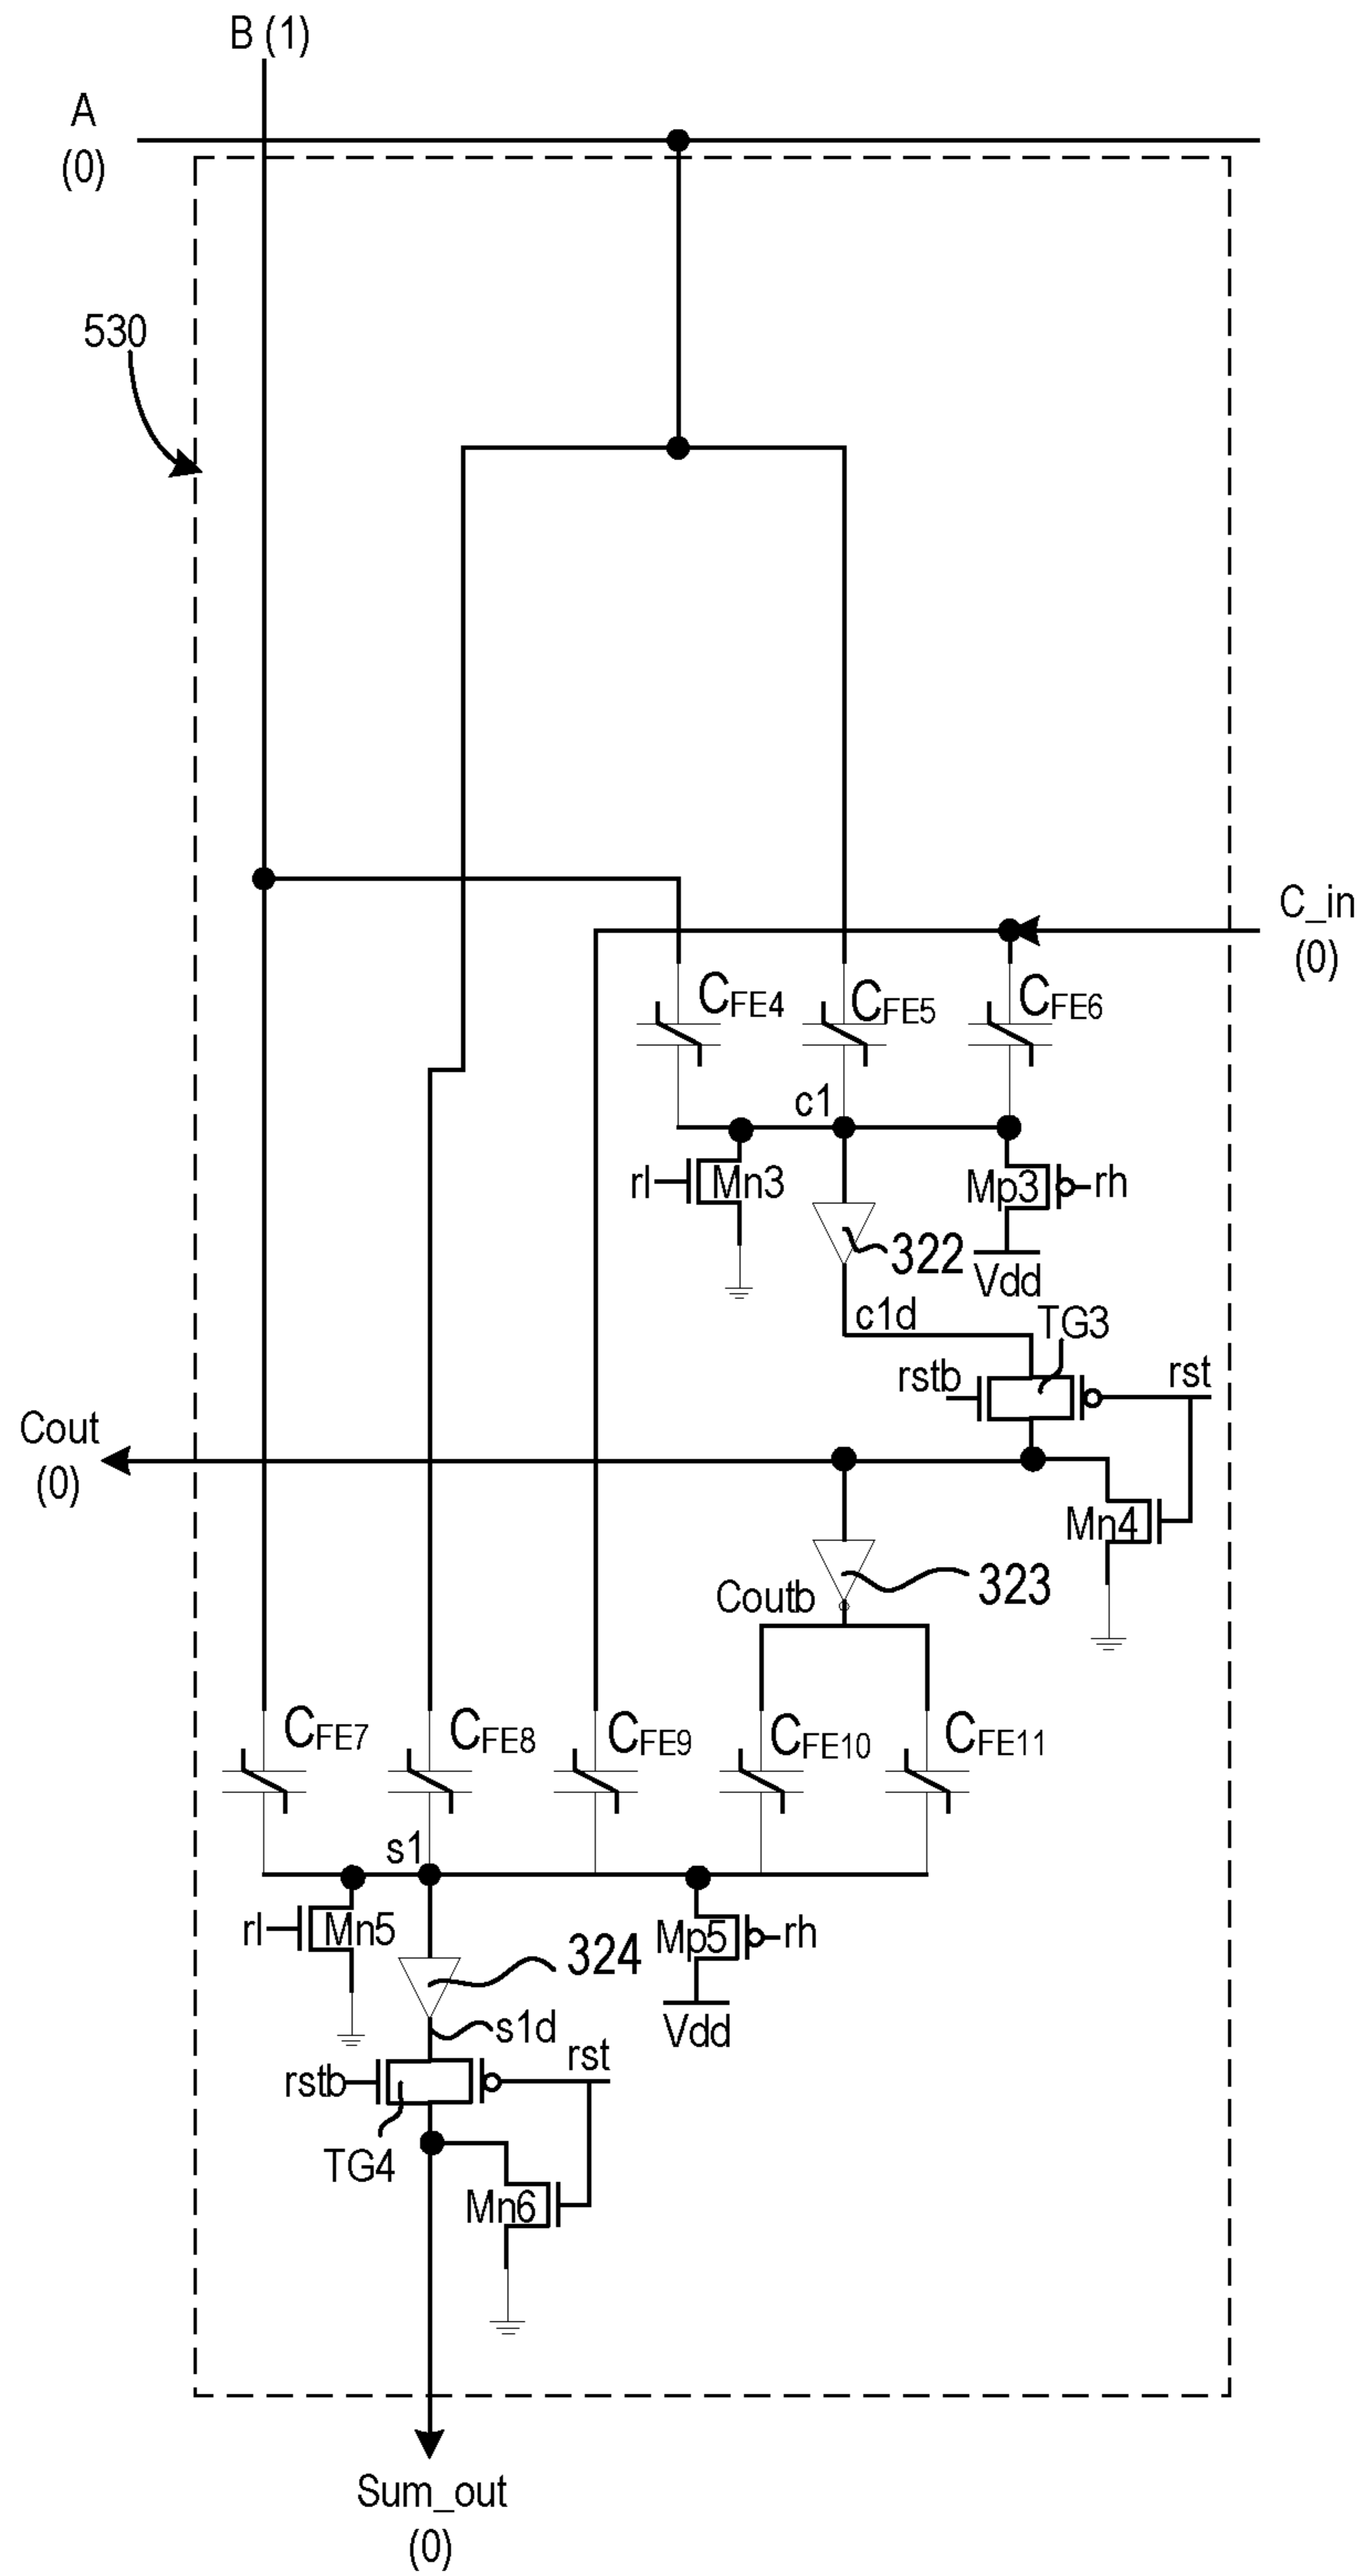 B (1)
A
(0)
530
C_in
(0)
CFE4
CFE5
CFE6
c1
rl
Mn3
Mp3
rh
322
Vdd
c1d
TG3
rstb
rst
Cout
(0)
Mn4
323
Coutb
CFE7
CFE8
CFE9
CFE10
CFE11
s1
rl
Mn5
324
Mp5
rh
s1d
Vdd
rstb
rst
TG4
Mn6
Sum_out
(0)